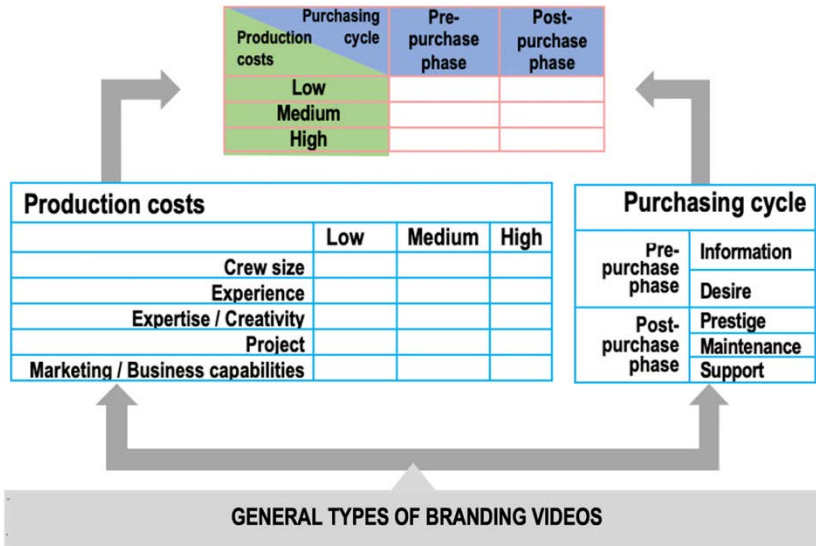 Purchasing cycle
Production costs
Pre-purchase phase
Post-purchase phase
Low
Medium
High
Production costs
Low Medium High
Crew size
Experience
Expertise / Creativity
Project
Marketing / Business capabilities
Purchasing cycle
Pre-purchase phase
Information
Desire
Post-purchase phase
Prestige
Maintenance
Support
GENERAL TYPES OF BRANDING VIDEOS